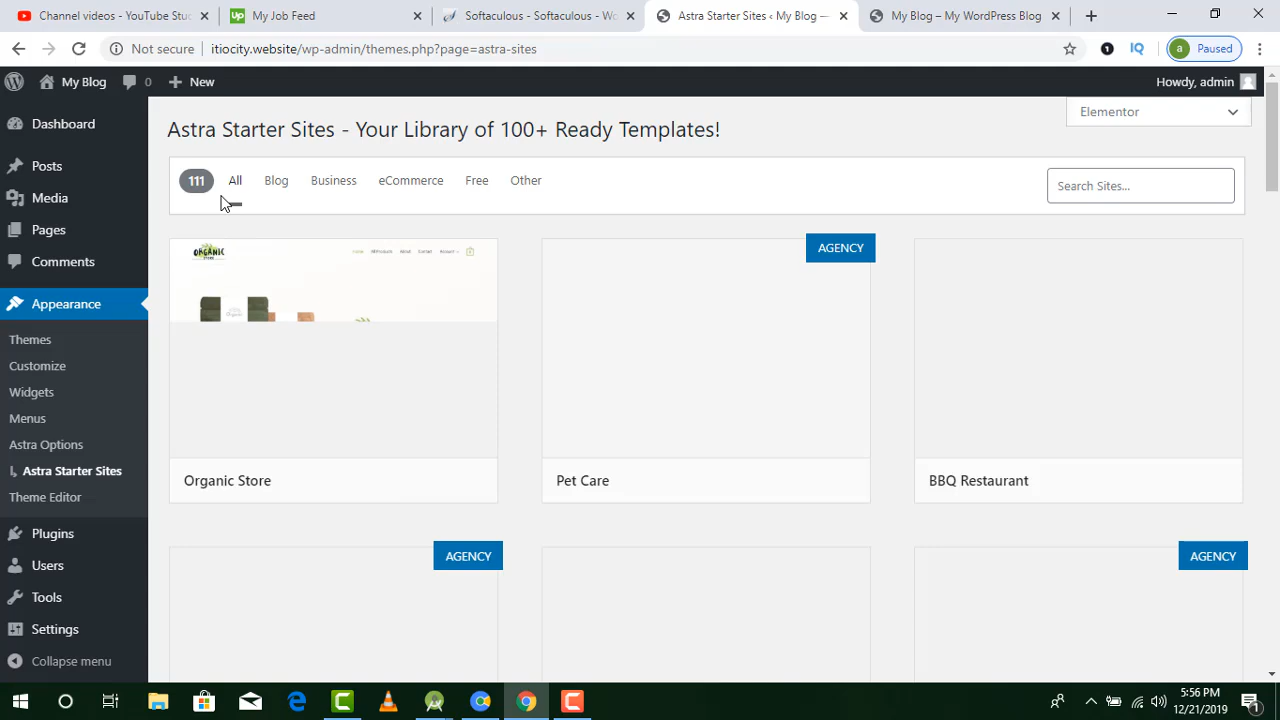 Channel videos - YouTube Stu
My Job Feed
Softaculous - Softaculous - Wo
Astra Starter Sites ‹ My Blog —
My Blog – My WordPress Blog
Not secure
itiocity.website/wp-admin/themes.php?page=astra-sites
1
IQ
a
Paused
My Blog
0
New
Howdy, admin
Dashboard
Posts
Media
Pages
Comments
Appearance
Themes
Customize
Widgets
Menus
Astra Options
↳ Astra Starter Sites
Theme Editor
Plugins
Users
Tools
Settings
Collapse menu
Elementor
Astra Starter Sites - Your Library of 100+ Ready Templates!
111
All
Blog
Business
eCommerce
Free
Other
Search Sites...
ORGANIC
AGENCY
Organic Store
Pet Care
BBQ Restaurant
AGENCY
AGENCY
5:56 PM
12/21/2019
1